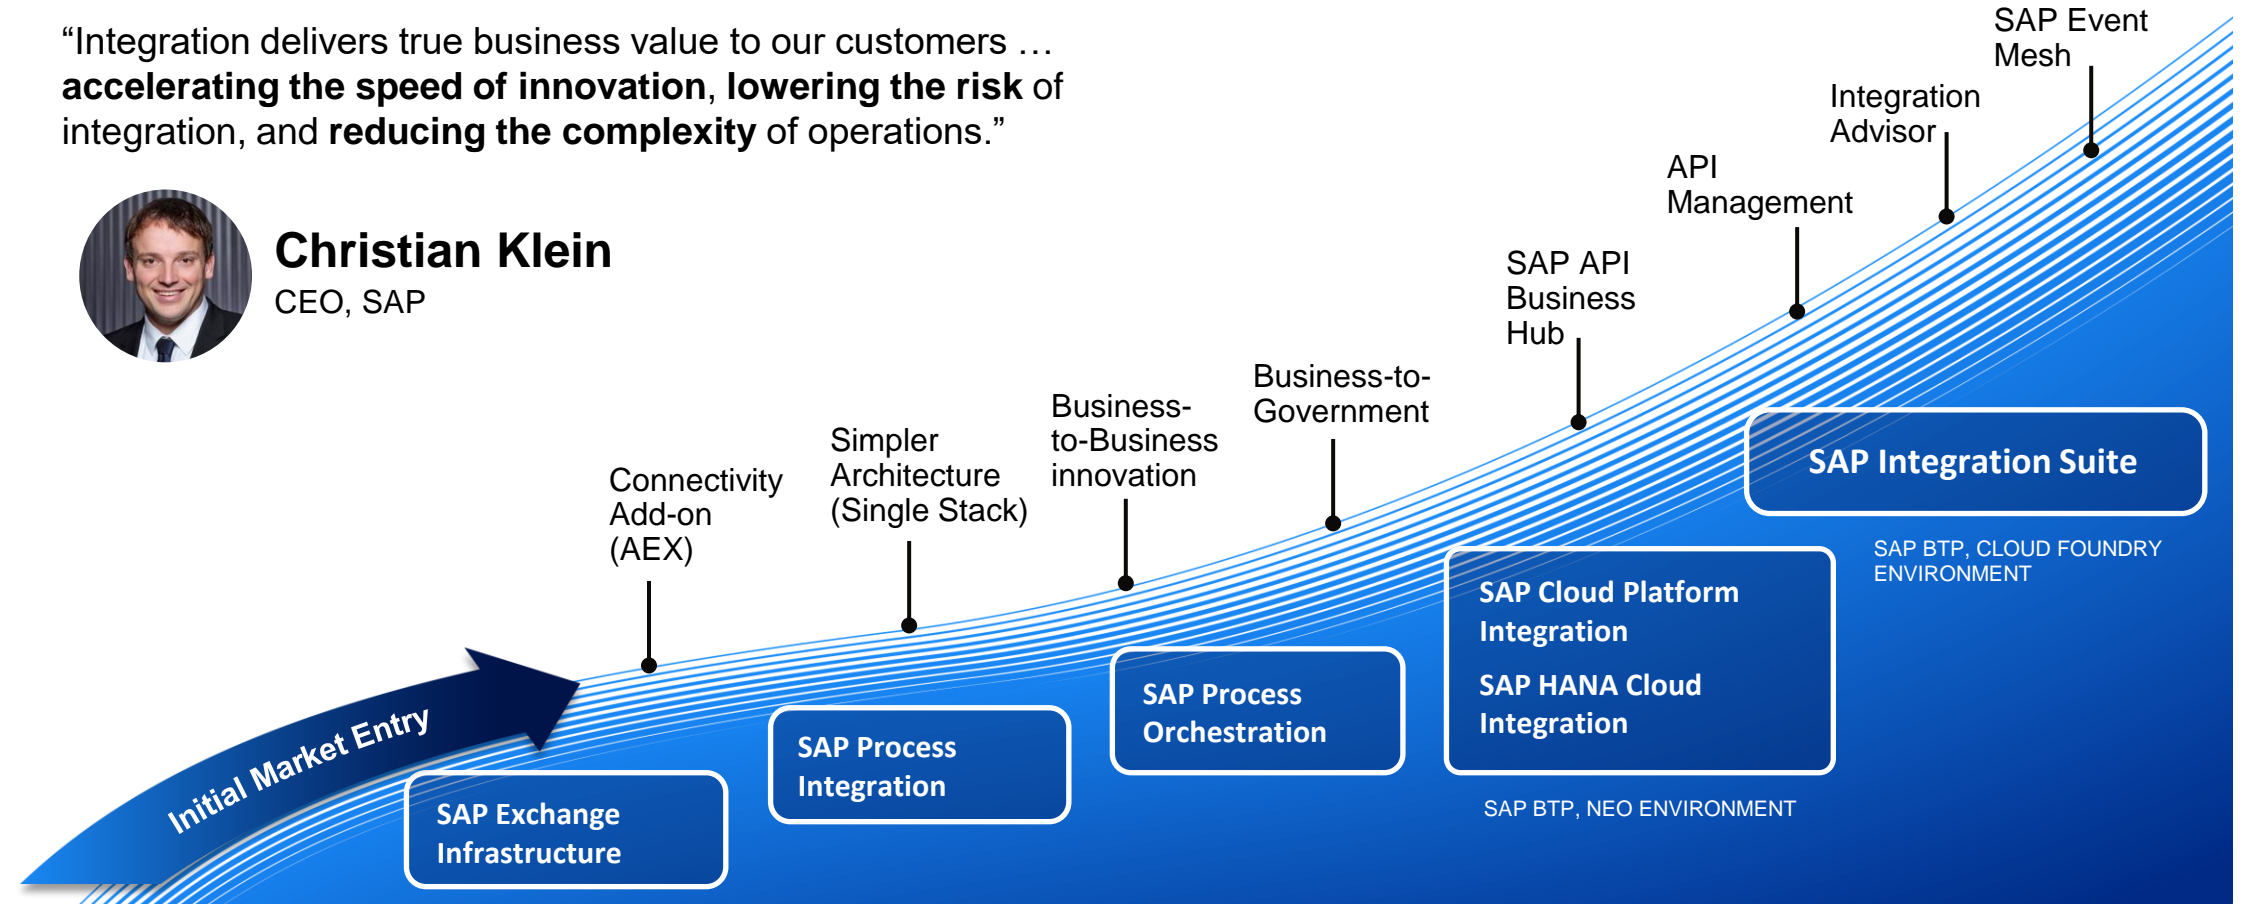 “Integration delivers true business value to our customers …
accelerating the speed of innovation, lowering the risk of
integration, and reducing the complexity of operations.”
Christian Klein
CEO, SAP
Initial Market Entry
Connectivity
Add-on
(AEX)
Simpler
Architecture
(Single Stack)
Business-
to-Business
innovation
Business-to-
Government
SAP API
Business
Hub
API
Management
Integration
Advisor
SAP Event
Mesh
SAP Exchange
Infrastructure
SAP Process
Integration
SAP Process
Orchestration
SAP Cloud Platform
Integration
SAP HANA Cloud
Integration
SAP BTP, NEO ENVIRONMENT
SAP Integration Suite
SAP BTP, CLOUD FOUNDRY
ENVIRONMENT